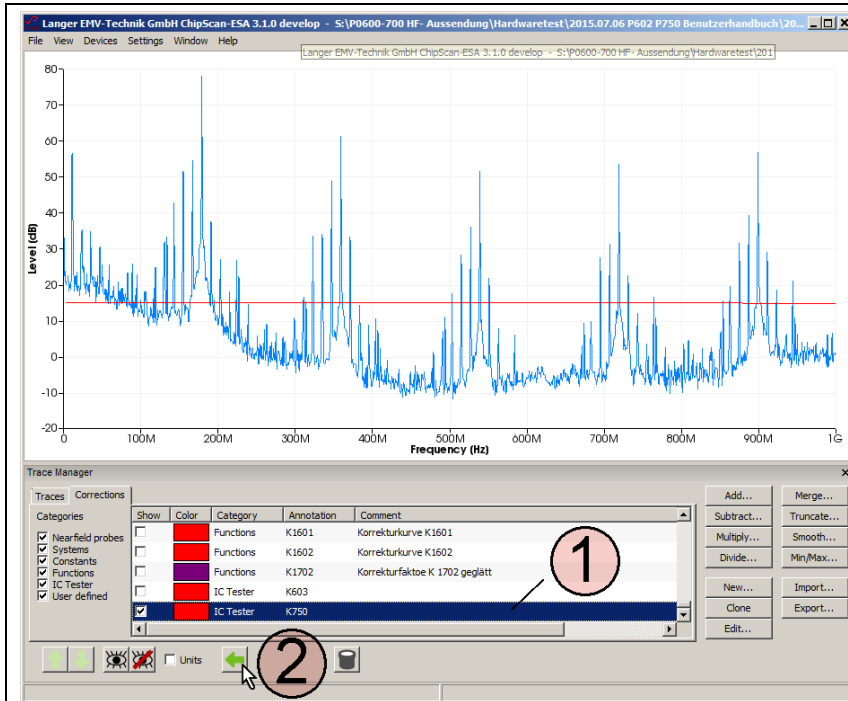 Langer EMV-Technik GmbH ChipScan-ESA 3.1.0 develop - S:\P0600-700 HF- Aussendung\Hardwaretest\2015.07.06 P602 P750 Benutzerhandbuch\20...
File View Devices Settings Window Help
Langer EMV-Technik GmbH ChipScan-ESA 3.1.0 develop - S:\P0600-700 HF- Aussendung\Hardwaretest\201
Level (dB)
80
70
60
50
40
30
20
10
0
-10
-20
0 100M 200M 300M 400M 500M 600M 700M 800M 900M 1G
Frequency (Hz)
Trace Manager
Traces Corrections
Categories
Nearfield probes
Systems
Constants
Functions
IC Tester
User defined
Show Color Category Annotation Comment
Functions K1601 Korrekturkurve K1601
Functions K1602 Korrekturkurve K1602
Functions K1702 Korrekturfaktoe K 1702 geglätt
IC Tester K603
IC Tester K750
1
Add... Merge...
Subtract... Truncate...
Multiply... Smooth...
Divide... Min/Max...
New... Import...
Clone Export...
Edit...
Units
2